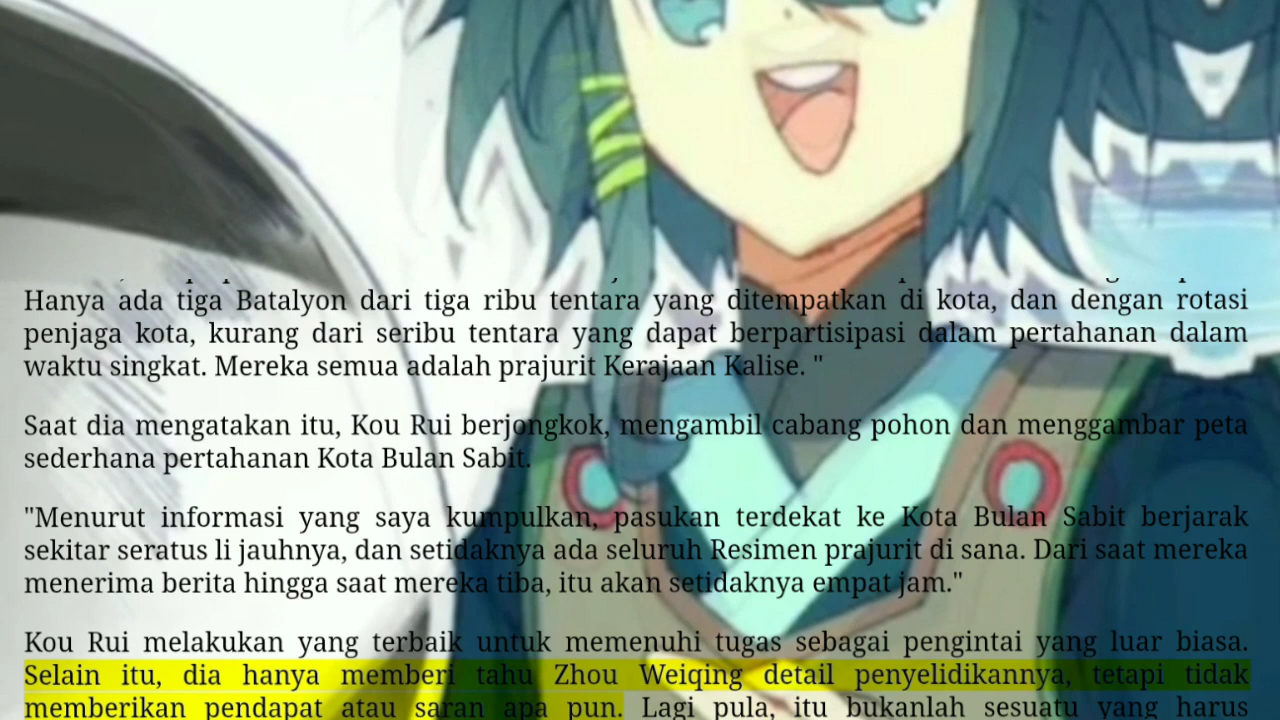 Hanya ada tiga Batalyon dari tiga ribu tentara yang ditempatkan di kota, dan dengan rotasi
penjaga kota, kurang dari seribu tentara yang dapat berpartisipasi dalam pertahanan dalam
waktu singkat. Mereka semua adalah prajurit Kerajaan Kalise. "
Saat dia mengatakan itu, Kou Rui berjongkok, mengambil cabang pohon dan menggambar peta
sederhana pertahanan Kota Bulan Sabit.
"Menurut informasi yang saya kumpulkan, pasukan terdekat ke Kota Bulan Sabit berjarak
sekitar seratus li jauhnya, dan setidaknya ada seluruh Resimen prajurit di sana. Dari saat mereka
menerima berita hingga saat mereka tiba, itu akan setidaknya empat jam."
Kou Rui melakukan yang terbaik untuk memenuhi tugas sebagai pengintai yang luar biasa.
Selain itu, dia hanya memberi tahu Zhou Weiqing detail penyelidikannya, tetapi tidak
memberikan pendapat atau saran apa pun. Lagi pula, itu bukanlah sesuatu yang harus